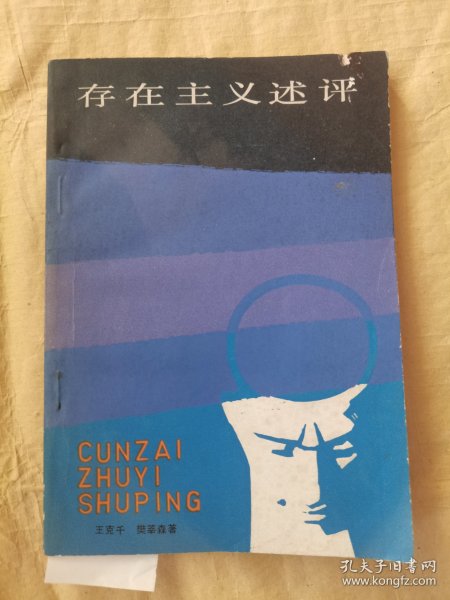 存在主义述评
CUNZAI
ZHUYI
SHUPING
王克千 樊莘森著
孔夫子旧书网
www.kongfz.com